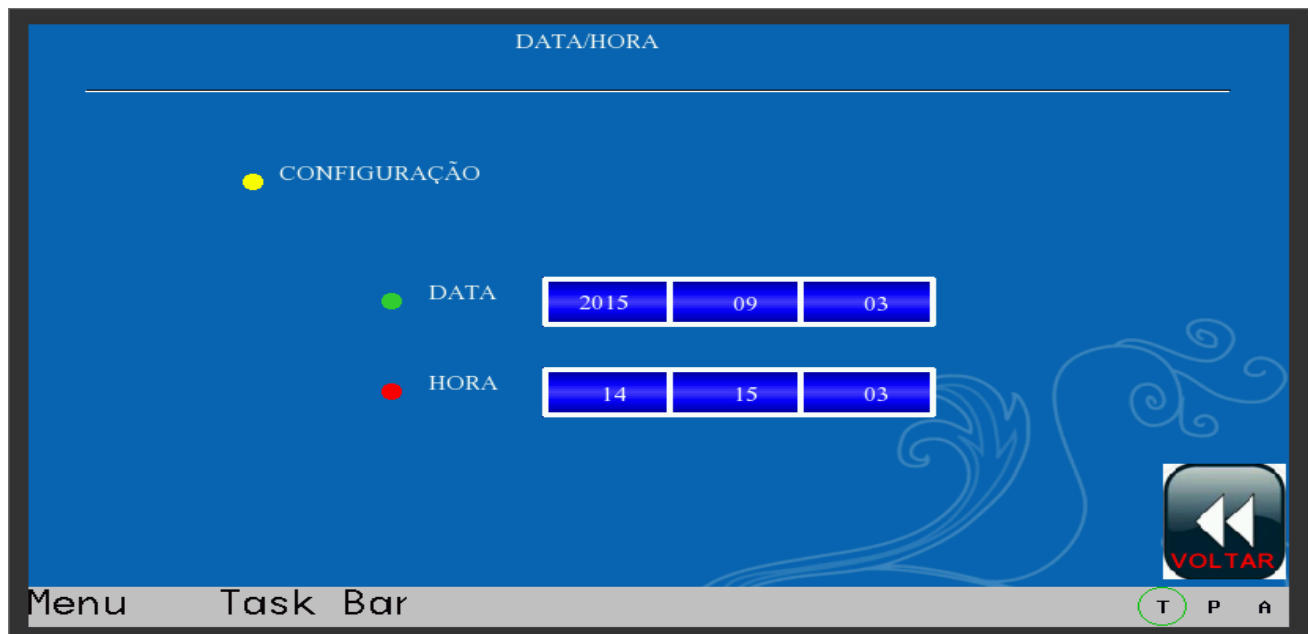 DATA/HORA
CONFIGURAÇÃO
DATA 2015 09 03
HORA 14 15 03
VOLTAR
Menu Task Bar T P A